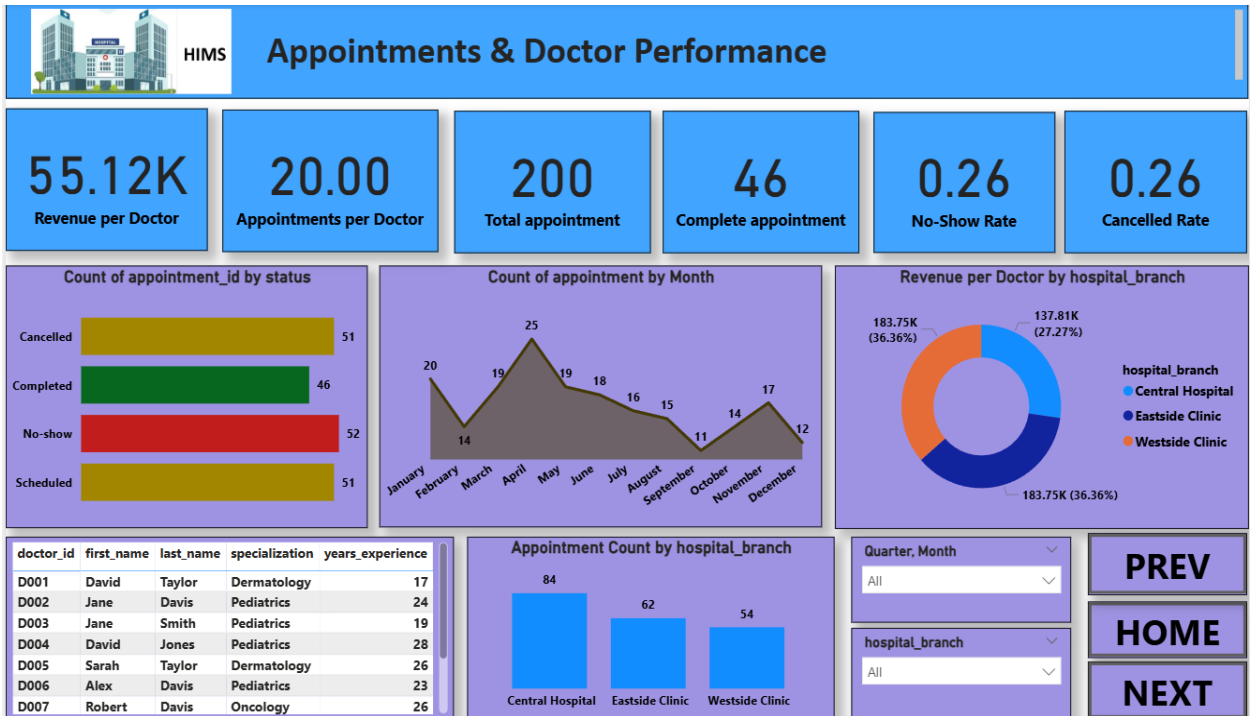 HOSPITAL
HIMS
Appointments & Doctor Performance
55.12K
Revenue per Doctor
20.00
Appointments per Doctor
200
Total appointment
46
Complete appointment
0.26
No-Show Rate
0.26
Cancelled Rate
Count of appointment_id by status
Cancelled 51
Completed 46
No-show 52
Scheduled 51
Count of appointment by Month
20
14
19
25
19
18
16
15
11
14
17
12
January
February
March
April
May
June
July
August
September
October
November
December
Revenue per Doctor by hospital_branch
183.75K
(36.36%)
137.81K
(27.27%)
183.75K (36.36%)
hospital_branch
Central Hospital
Eastside Clinic
Westside Clinic
doctor_id first_name last_name specialization years_experience
D001 David Taylor Dermatology 17
D002 Jane Davis Pediatrics 24
D003 Jane Smith Pediatrics 19
D004 David Jones Pediatrics 28
D005 Sarah Taylor Dermatology 26
D006 Alex Davis Pediatrics 23
D007 Robert Davis Oncology 26
Appointment Count by hospital_branch
84
62
54
Central Hospital Eastside Clinic Westside Clinic
Quarter, Month
All
hospital_branch
All
PREV
HOME
NEXT